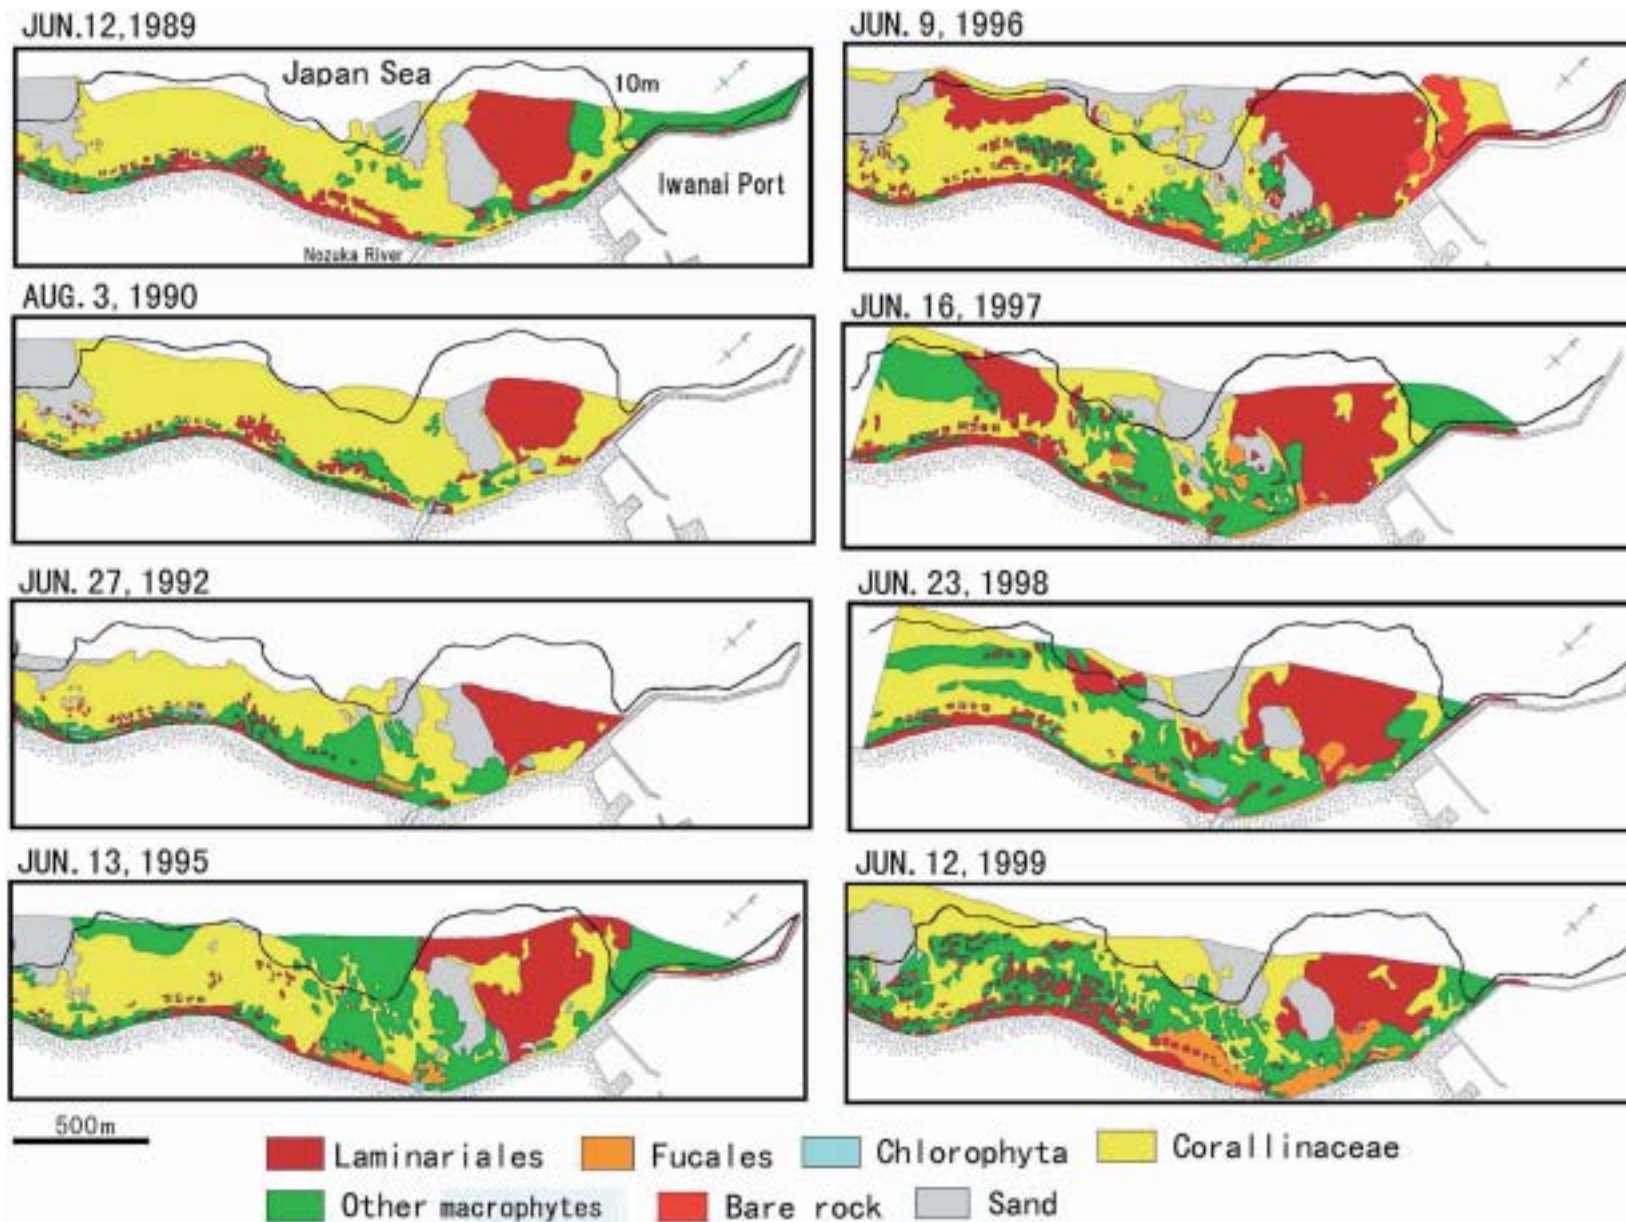 JUN.12,1989
Japan Sea
10m
Iwanai Port
Nozuka River
AUG. 3, 1990
JUN. 27, 1992
JUN. 13, 1995
JUN. 9, 1996
JUN. 16, 1997
JUN. 23, 1998
JUN. 12, 1999
500m
Laminariales
Fucales
Chlorophyta
Corallinaceae
Other macrophytes
Bare rock
Sand